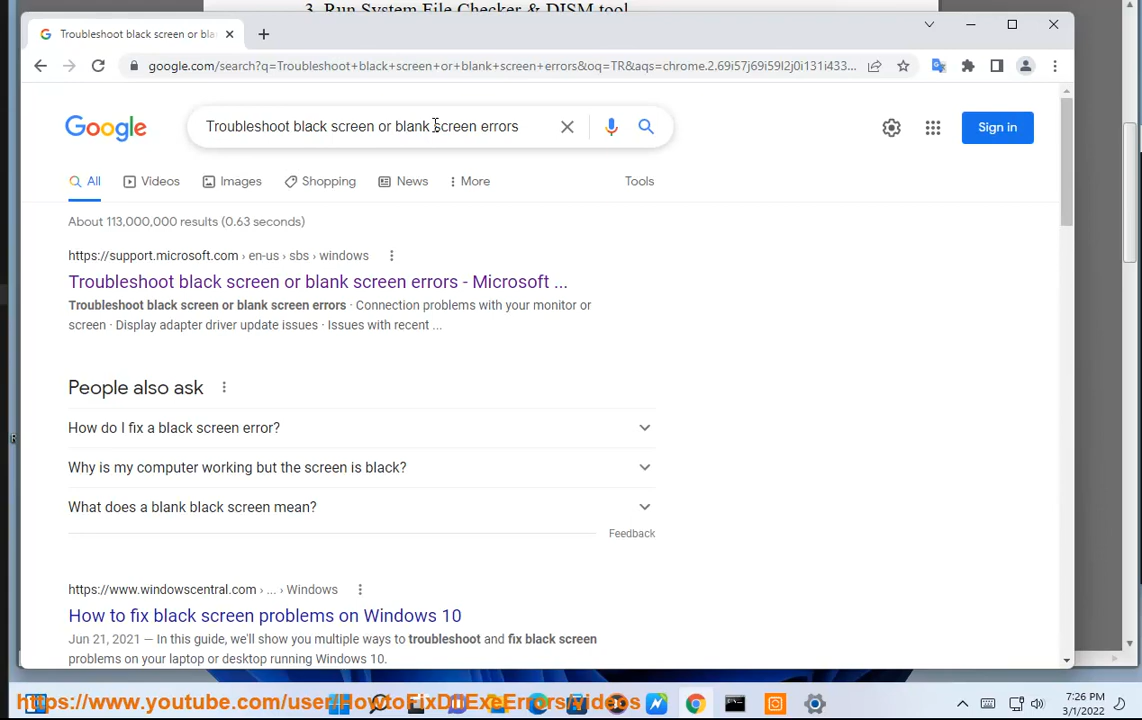 3. Run System File Checker & DISM tool
Troubleshoot black screen or bla
google.com/search?q=Troubleshoot+black+screen+or+blank+screen+errors&oq=TR&aqs=chrome.2.69i57j69i59l2j0i131i433...
Google
Troubleshoot black screen or blank screen errors
Sign in
All
Videos
Images
Shopping
News
More
Tools
About 113,000,000 results (0.63 seconds)
https://support.microsoft.com › en-us › sbs › windows
Troubleshoot black screen or blank screen errors - Microsoft ...
Troubleshoot black screen or blank screen errors · Connection problems with your monitor or
screen · Display adapter driver update issues · Issues with recent ...
People also ask
How do I fix a black screen error?
Why is my computer working but the screen is black?
What does a blank black screen mean?
Feedback
https://www.windowscentral.com › ... › Windows
How to fix black screen problems on Windows 10
Jun 21, 2021 — In this guide, we'll show you multiple ways to troubleshoot and fix black screen
problems on your laptop or desktop running Windows 10.
https://www.youtube.com/user/HowtoFixDllExeErrors/videos
7:26 PM
3/1/2022